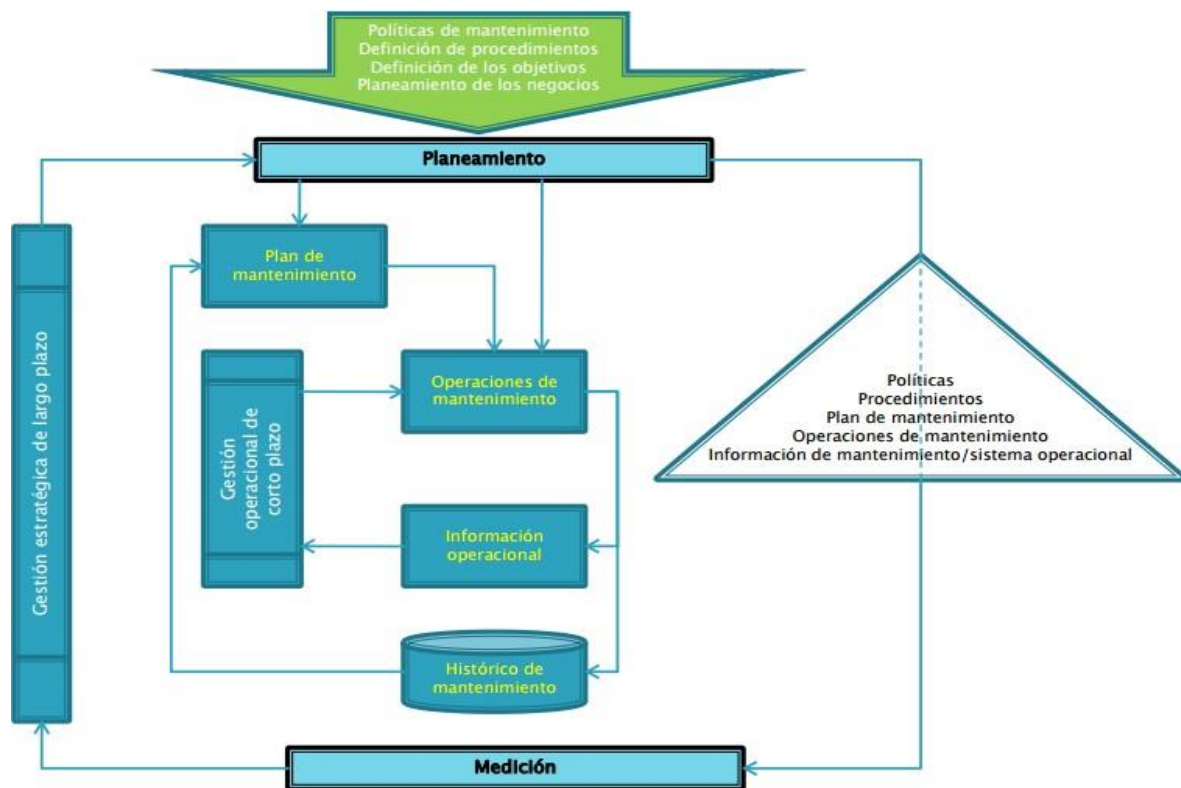 Políticas de mantenimiento
Definición de procedimientos
Definición de los objetivos
Planeamiento de los negocios
Planeamiento
Plan de
mantenimiento
Gestión estratégica de largo plazo
Gestión
operacional de
corto plazo
Operaciones de
mantenimiento
Políticas
Procedimientos
Plan de mantenimiento
Operaciones de mantenimiento
Información de mantenimiento/sistema operacional
Información
operacional
Histórico de
mantenimiento
Medición